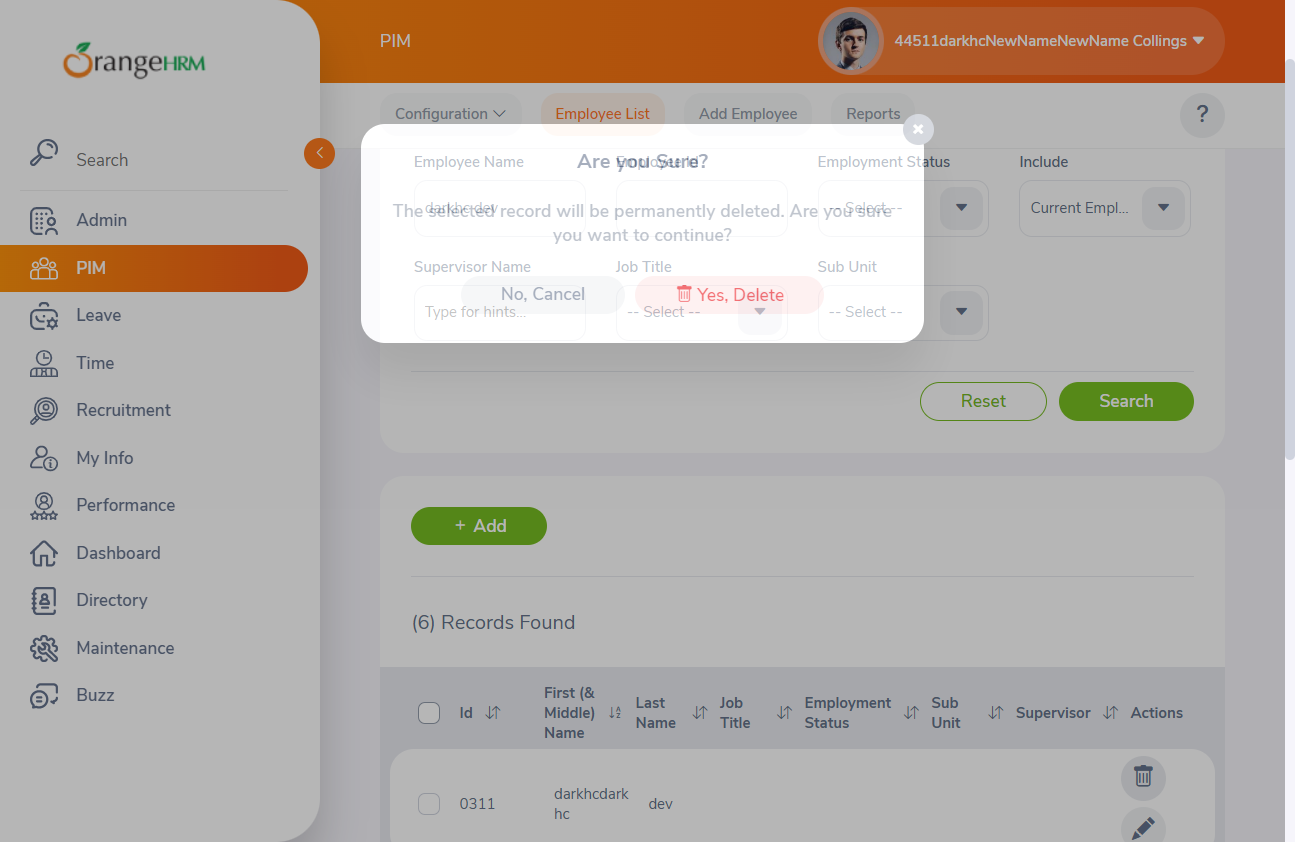 OrangeHRM
Search
Admin
PIM
Leave
Time
Recruitment
My Info
Performance
Dashboard
Directory
Maintenance
Buzz
PIM
44511darkhcNewNameNewName Collings
Configuration
Employee List
Add Employee
Reports
?
Are you Sure?
The selected record will be permanently deleted. Are you sure
you want to continue?
No, Cancel
Yes, Delete
Employee Name
Employee Id
Employment Status
Include
darkhc dev
-- Select --
Current Empl...
Supervisor Name
Job Title
Sub Unit
Type for hints...
-- Select --
-- Select --
Reset
Search
+ Add
(6) Records Found
Id
First (&
Middle)
Name
Last
Name
Job
Title
Employment
Status
Sub
Unit
Supervisor
Actions
0311
darkhcdark
hc
dev